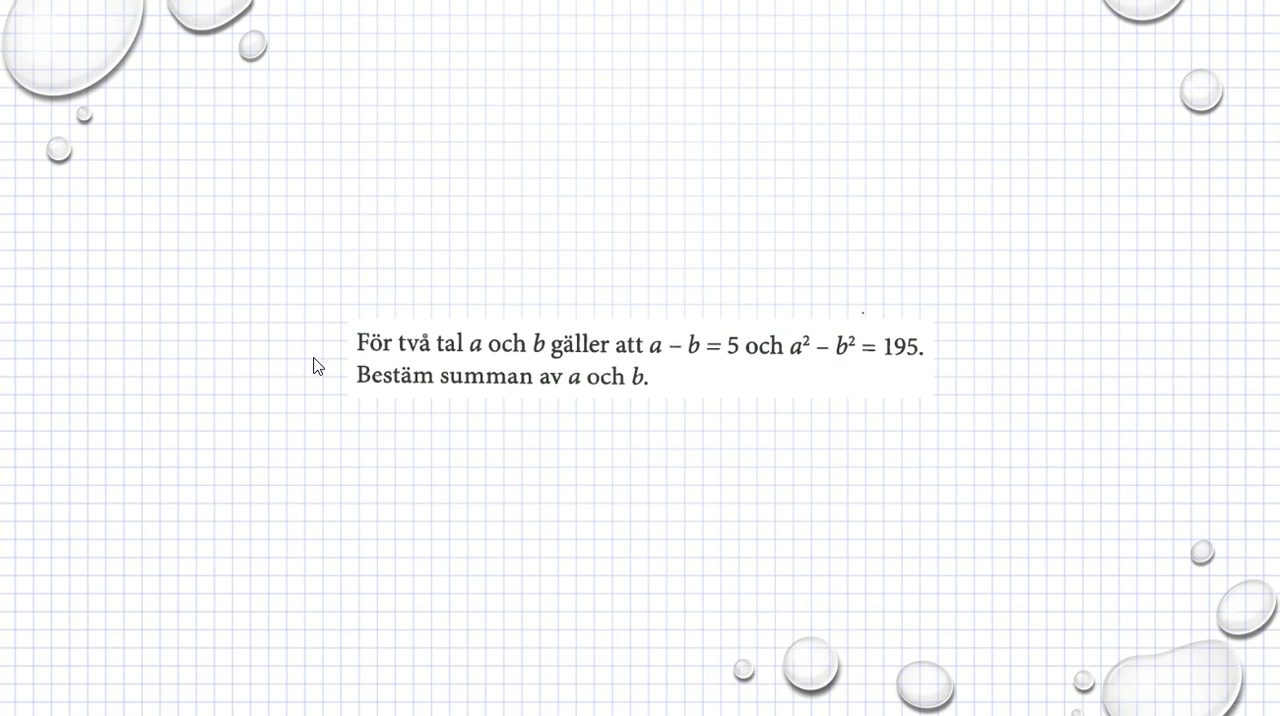 För två tal a och b gäller att a – b = 5 och a² – b² = 195.
Bestäm summan av a och b.